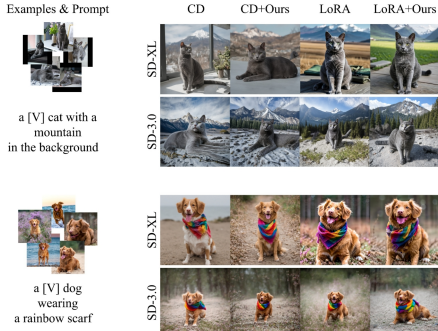 Examples & Prompt
CD
CD+Ours
LoRA
LoRA+Ours
SD-XL
SD-3.0
a [V] cat with a
mountain
in the background
SD-XL
SD-3.0
a [V] dog
wearing
a rainbow scarf